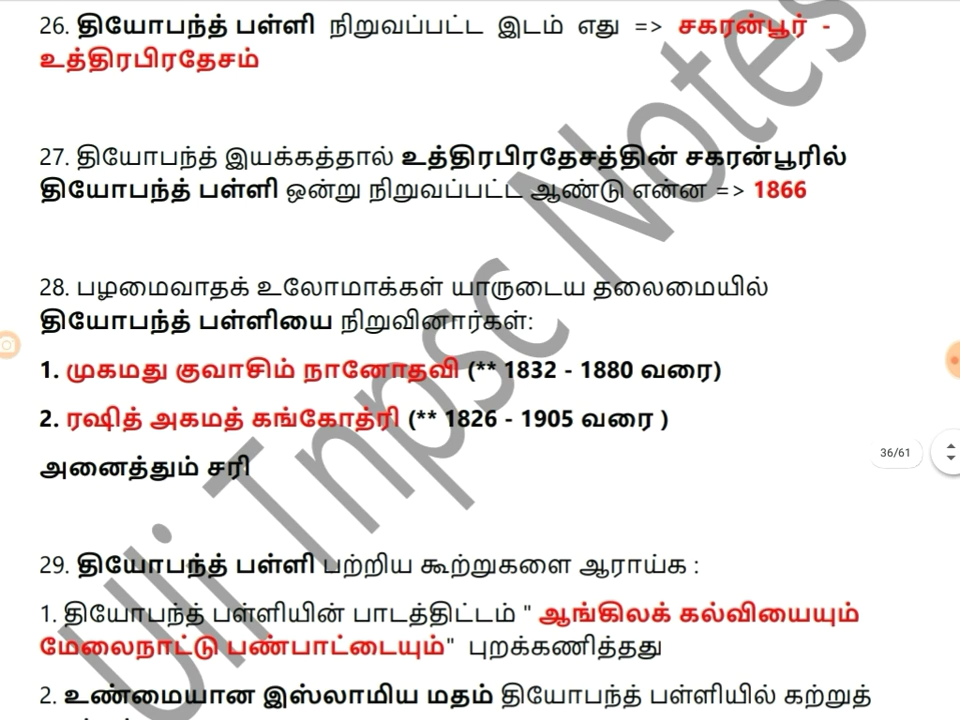 26. தியோபந்த் பள்ளி நிறுவப்பட்ட இடம் எது => சகரன்பூர் -
உத்திரபிரதேசம்
27. தியோபந்த் இயக்கத்தால் உத்திரபிரதேசத்தின் சகரன்பூரில்
தியோபந்த் பள்ளி ஒன்று நிறுவப்பட்ட ஆண்டு என்ன => 1866
28. பழமைவாதக் உலோமாக்கள் யாருடைய தலைமையில்
தியோபந்த் பள்ளியை நிறுவினார்கள்:
1. முகமது குவாசிம் நானோதவி (** 1832 - 1880 வரை)
2. ரஷித் அகமத் கங்கோத்ரி (** 1826 - 1905 வரை )
அனைத்தும் சரி
36/61
29. தியோபந்த் பள்ளி பற்றிய கூற்றுகளை ஆராய்க :
1. தியோபந்த் பள்ளியின் பாடத்திட்டம் " ஆங்கிலக் கல்வியையும்
மேலைநாட்டு பண்பாட்டையும்" புறக்கணித்தது
2. உண்மையான இஸ்லாமிய மதம் தியோபந்த் பள்ளியில் கற்றுத்
Tnpsc Notes